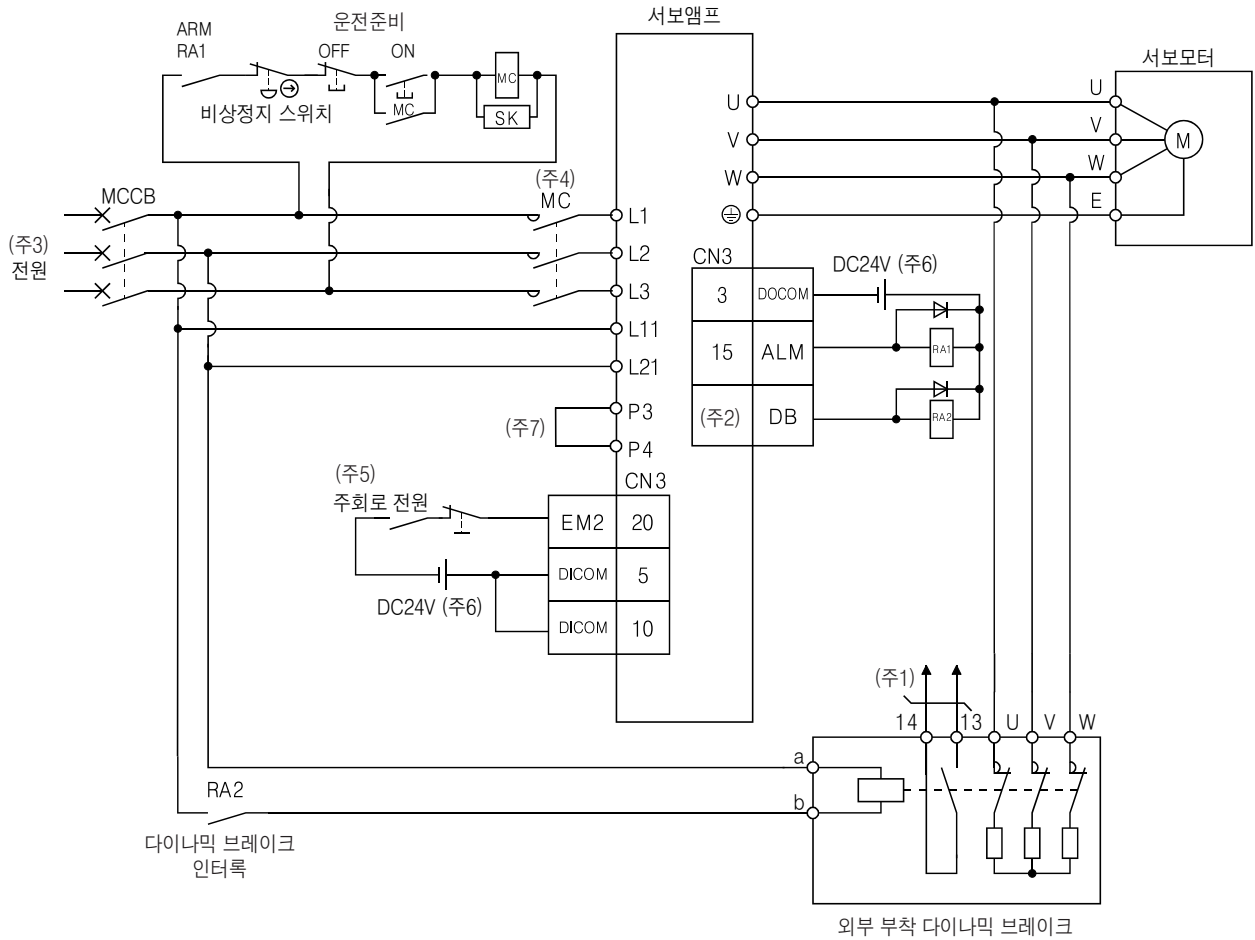 서보앰프
ARM
RA1
운전준비
OFF
ON
MC
MC
SK
비상정지 스위치
서보모터
U
V
W
U
V
W
E
M
MCCB
(주3)
전원
(주4)
MC
L1
L2
L3
L11
L21
P3
P4
(주7)
CN3
3
DOCOM
15
ALM
(주2)
DB
DC24V (주6)
RA1
RA2
CN3
(주5)
주회로 전원
EM2
20
DICOM
5
DICOM
10
DC24V (주6)
(주1)
14
13
U
V
W
a
b
RA2
다이나믹 브레이크
인터록
외부 부착 다이나믹 브레이크